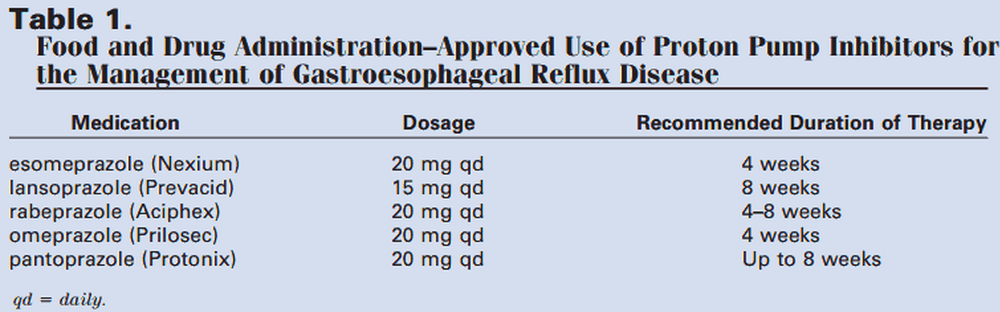 Table 1.
Food and Drug Administration–Approved Use of Proton Pump Inhibitors for
the Management of Gastroesophageal Reflux Disease
Medication Dosage Recommended Duration of Therapy
esomeprazole (Nexium) 20 mg qd 4 weeks
lansoprazole (Prevacid) 15 mg qd 8 weeks
rabeprazole (Aciphex) 20 mg qd 4–8 weeks
omeprazole (Prilosec) 20 mg qd 4 weeks
pantoprazole (Protonix) 20 mg qd Up to 8 weeks
qd = daily.